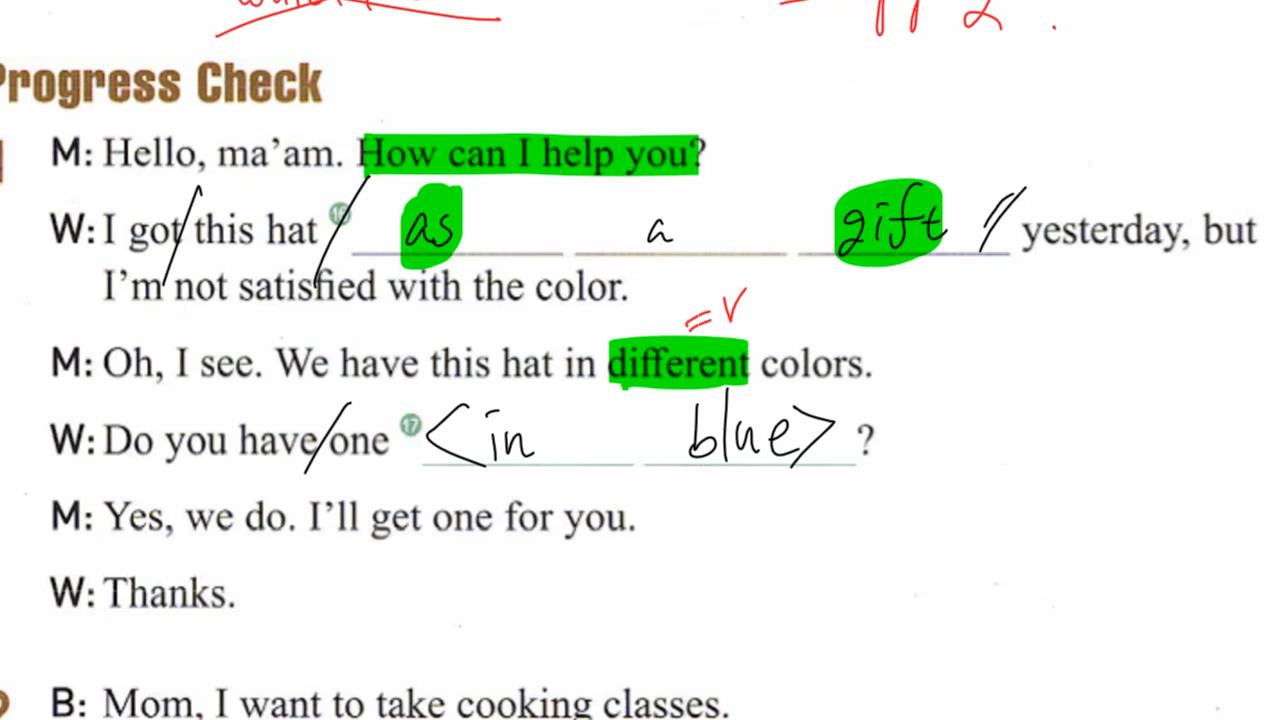 Progress Check
M: Hello, ma'am. How can I help you?
W: I got this hat ⑯ as a gift yesterday, but
I'm not satisfied with the color.
= v
M: Oh, I see. We have this hat in different colors.
W: Do you have one ⑰ <in blue> ?
M: Yes, we do. I'll get one for you.
W: Thanks.
B: Mom, I want to take cooking classes.